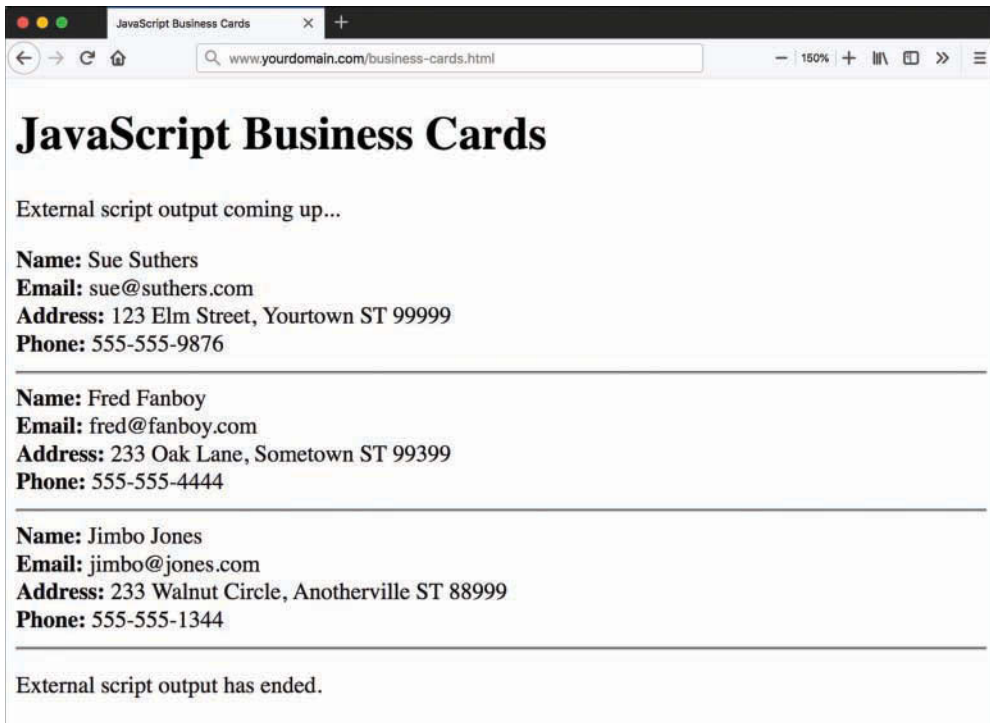 JavaScript Business Cards
www.yourdomain.com/business-cards.html
150%
JavaScript Business Cards
External script output coming up...
Name: Sue Suthers
Email: sue@suthers.com
Address: 123 Elm Street, Yourtown ST 99999
Phone: 555-555-9876
Name: Fred Fanboy
Email: fred@fanboy.com
Address: 233 Oak Lane, Sometown ST 99399
Phone: 555-555-4444
Name: Jimbo Jones
Email: jimbo@jones.com
Address: 233 Walnut Circle, Anotherville ST 88999
Phone: 555-555-1344
External script output has ended.